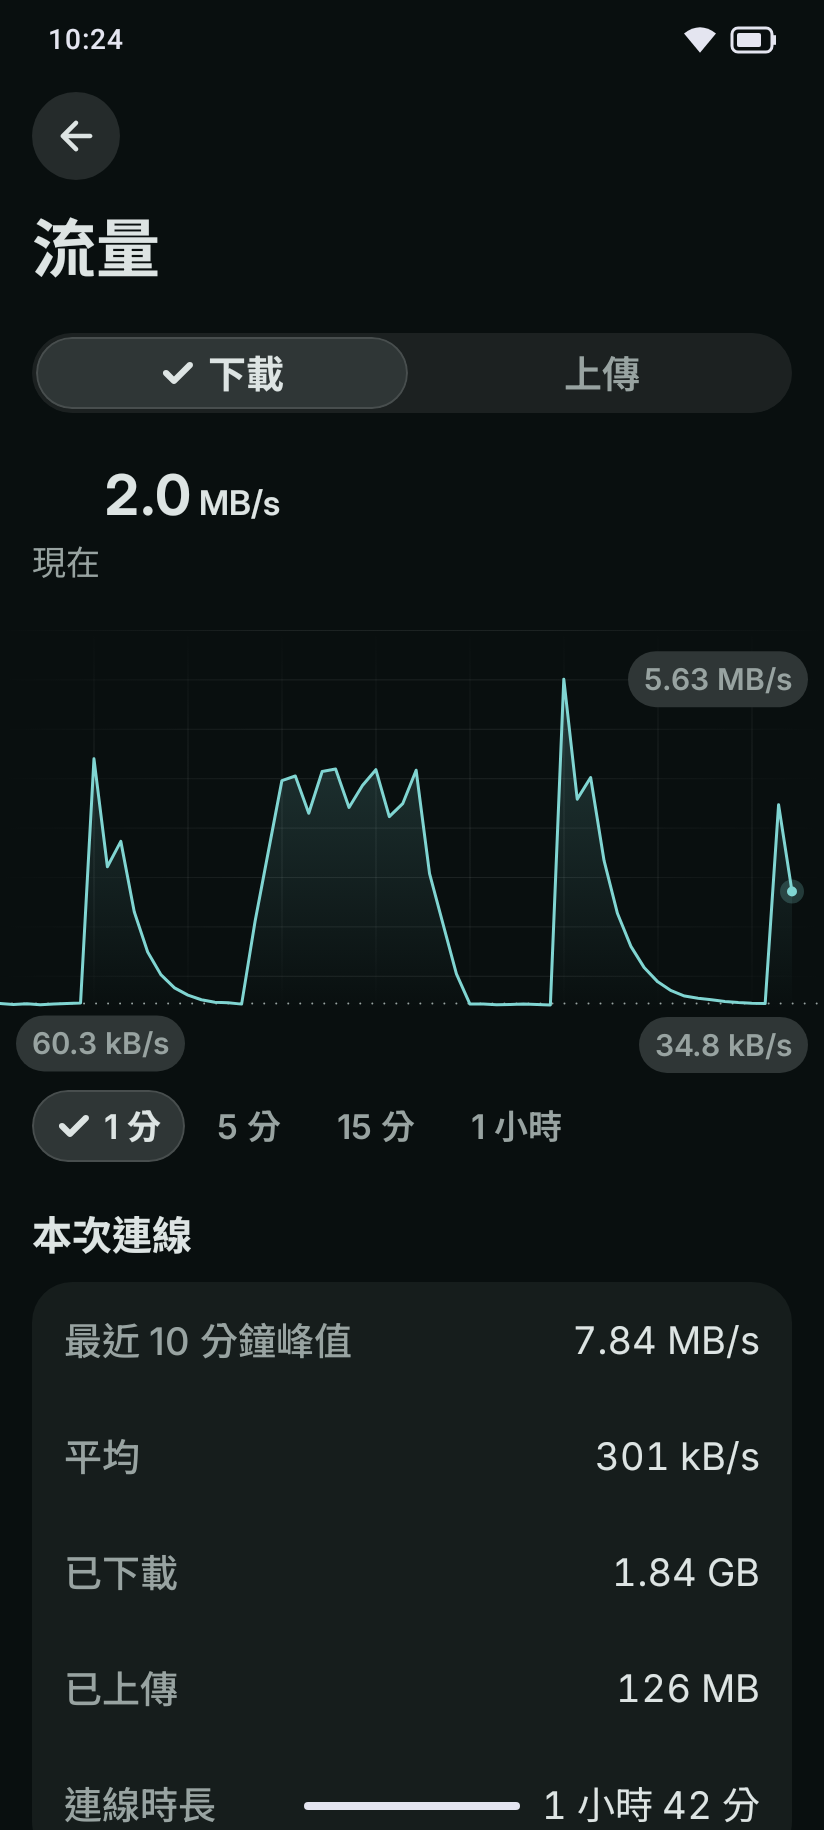 10:24
流量
下載
上傳
2.0 MB/s
現在
5.63 MB/s
60.3 kB/s
34.8 kB/s
1 分
5 分
15 分
1 小時
本次連線
最近 10 分鐘峰值
7.84 MB/s
平均
301 kB/s
已下載
1.84 GB
已上傳
126 MB
連線時長
1 小時 42 分